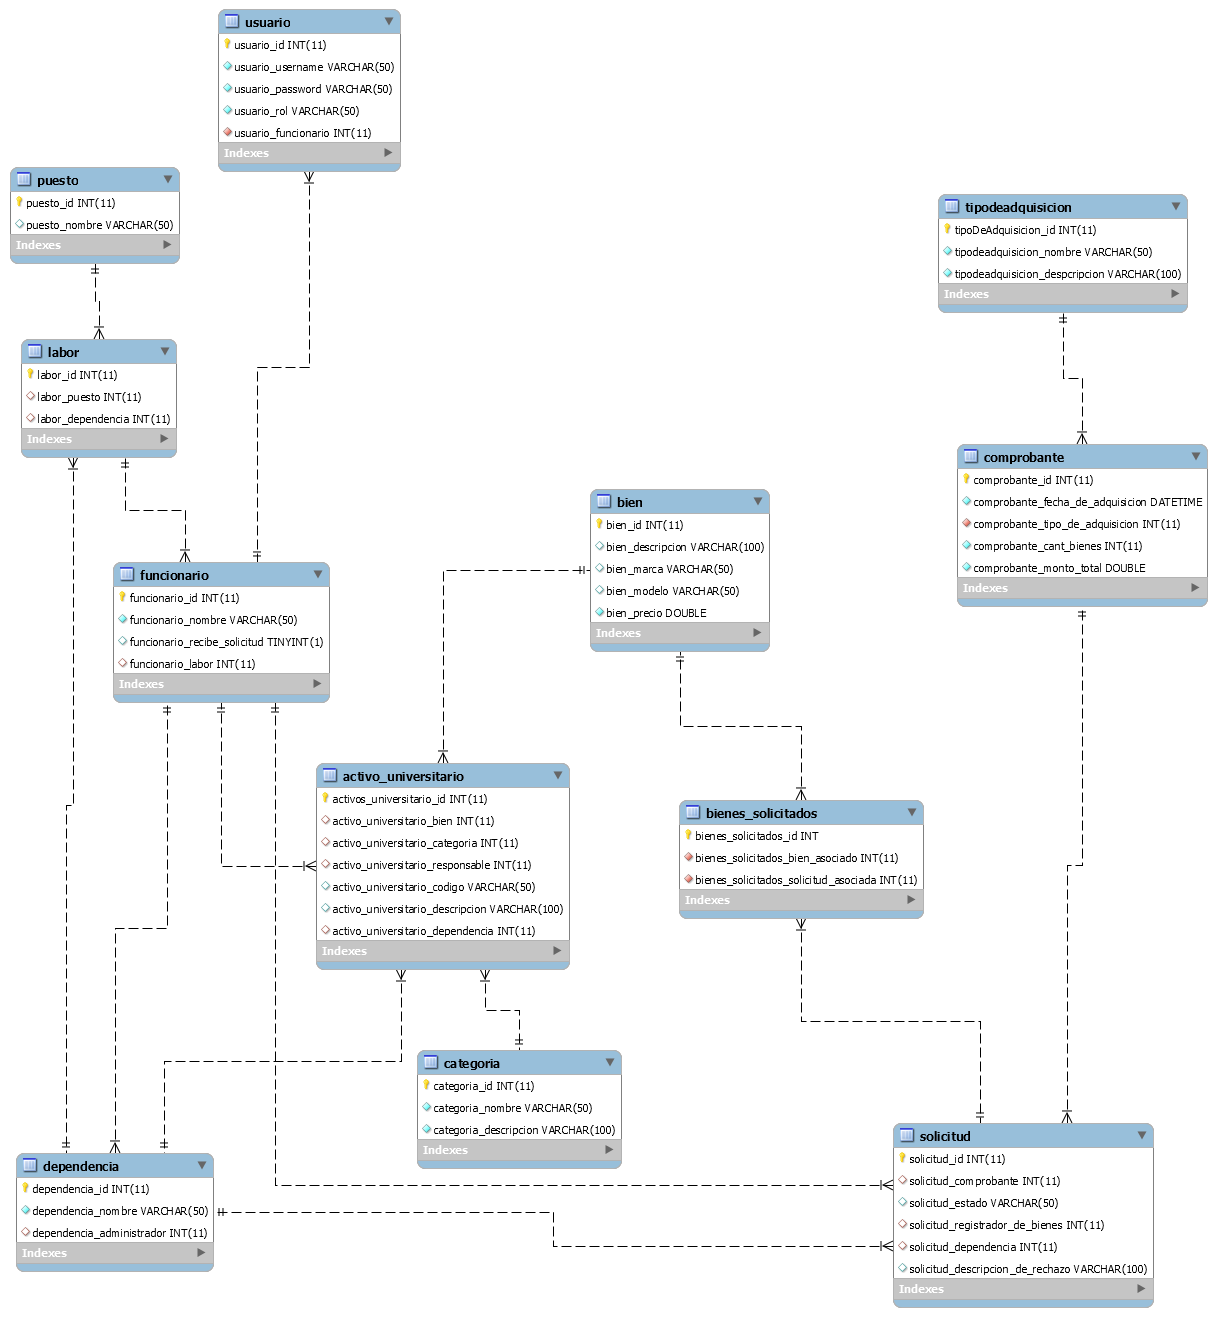 usuario
usuario_id INT(11)
usuario_username VARCHAR(50)
usuario_password VARCHAR(50)
usuario_rol VARCHAR(50)
usuario_funcionario INT(11)
Indexes
puesto
puesto_id INT(11)
puesto_nombre VARCHAR(50)
Indexes
tipodeadquisicion
tipoDeAdquisicion_id INT(11)
tipodeadquisicion_nombre VARCHAR(50)
tipodeadquisicion_despcripcion VARCHAR(100)
Indexes
labor
labor_id INT(11)
labor_puesto INT(11)
labor_dependencia INT(11)
Indexes
comprobante
comprobante_id INT(11)
comprobante_fecha_de_adquisicion DATETIME
comprobante_tipo_de_adquisicion INT(11)
comprobante_cant_bienes INT(11)
comprobante_monto_total DOUBLE
Indexes
bien
bien_id INT(11)
bien_descripcion VARCHAR(100)
bien_marca VARCHAR(50)
bien_modelo VARCHAR(50)
bien_precio DOUBLE
Indexes
funcionario
funcionario_id INT(11)
funcionario_nombre VARCHAR(50)
funcionario_recibe_solicitud TINYINT(1)
funcionario_labor INT(11)
Indexes
activo_universitario
activos_universitario_id INT(11)
activo_universitario_bien INT(11)
activo_universitario_categoria INT(11)
activo_universitario_responsable INT(11)
activo_universitario_codigo VARCHAR(50)
activo_universitario_descripcion VARCHAR(100)
activo_universitario_dependencia INT(11)
Indexes
bienes_solicitados
bienes_solicitados_id INT
bienes_solicitados_bien_asociado INT(11)
bienes_solicitados_solicitud_asociada INT(11)
Indexes
categoria
categoria_id INT(11)
categoria_nombre VARCHAR(50)
categoria_descripcion VARCHAR(100)
Indexes
dependencia
dependencia_id INT(11)
dependencia_nombre VARCHAR(50)
dependencia_administrador INT(11)
Indexes
solicitud
solicitud_id INT(11)
solicitud_comprobante INT(11)
solicitud_estado VARCHAR(50)
solicitud_registrador_de_bienes INT(11)
solicitud_dependencia INT(11)
solicitud_descripcion_de_rechazo VARCHAR(100)
Indexes